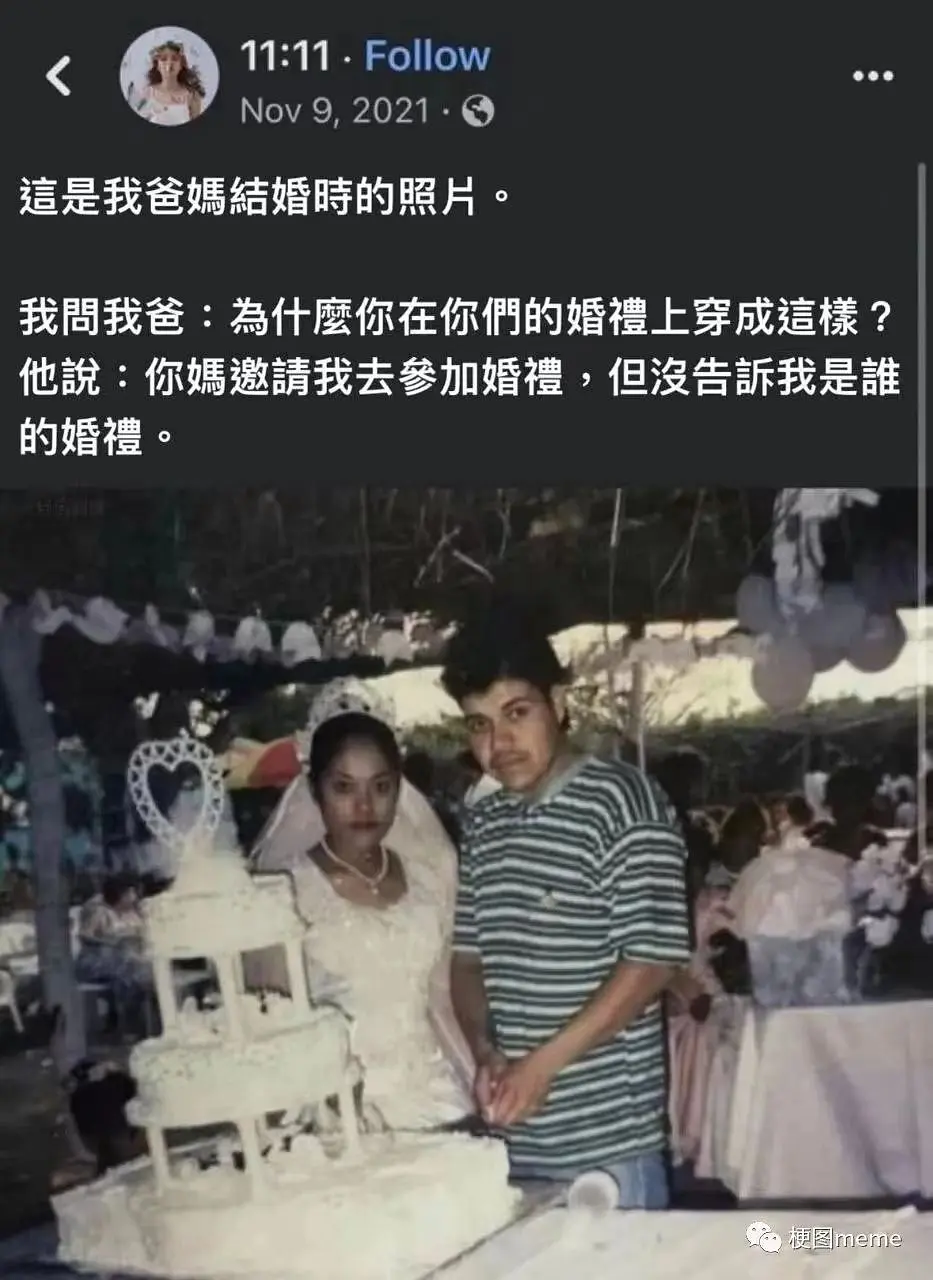 11:11 · Follow
Nov 9, 2021 ·
這是我爸媽結婚時的照片。
我問我爸：為什麼你在你們的婚禮上穿成這樣？
他說：你媽邀請我去參加婚禮，但沒告訴我是誰
的婚禮。
梗图meme